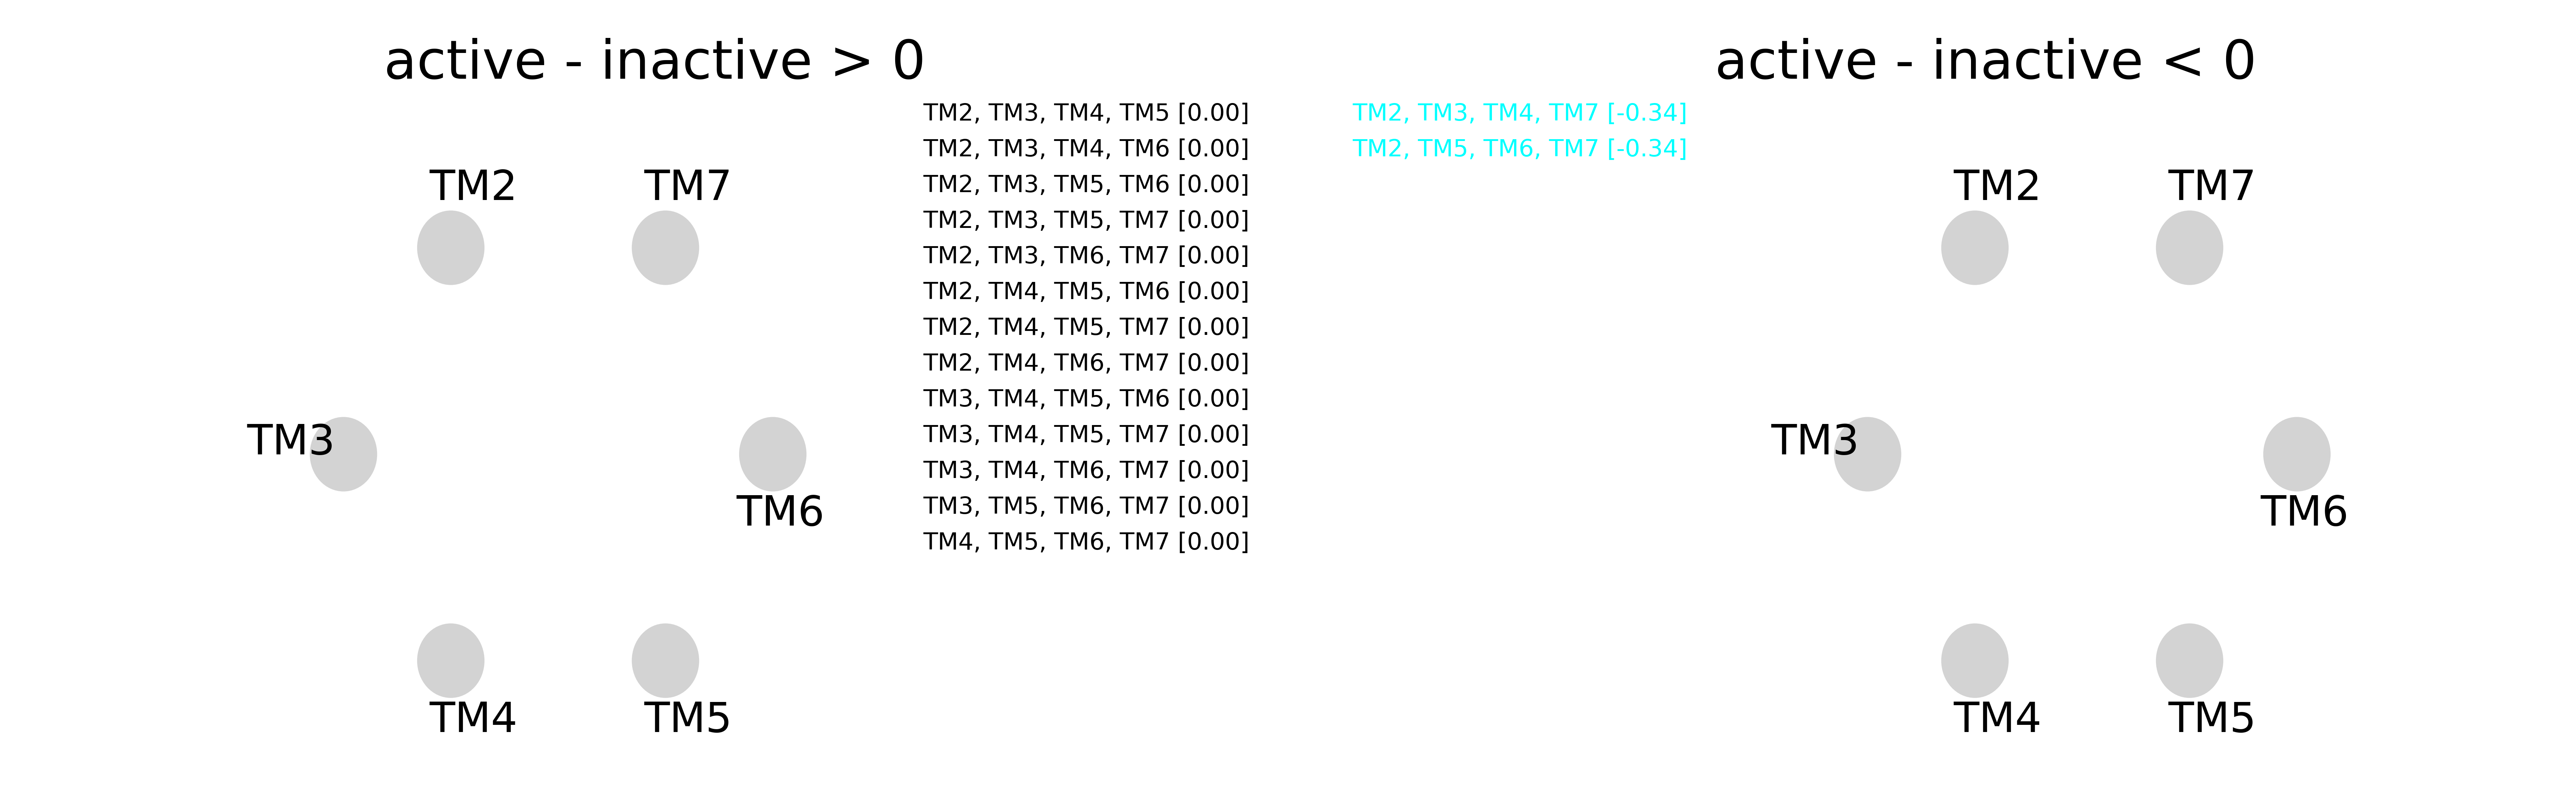 active - inactive > 0
active - inactive < 0
TM2, TM3, TM4, TM5 [0.00]
TM2, TM3, TM4, TM6 [0.00]
TM2, TM3, TM5, TM6 [0.00]
TM2, TM3, TM5, TM7 [0.00]
TM2, TM3, TM6, TM7 [0.00]
TM2, TM4, TM5, TM6 [0.00]
TM2, TM4, TM5, TM7 [0.00]
TM2, TM4, TM6, TM7 [0.00]
TM3, TM4, TM5, TM6 [0.00]
TM3, TM4, TM5, TM7 [0.00]
TM3, TM4, TM6, TM7 [0.00]
TM3, TM5, TM6, TM7 [0.00]
TM4, TM5, TM6, TM7 [0.00]
TM2, TM3, TM4, TM7 [-0.34]
TM2, TM5, TM6, TM7 [-0.34]
TM2
TM7
TM3
TM6
TM4
TM5
TM2
TM7
TM3
TM6
TM4
TM5